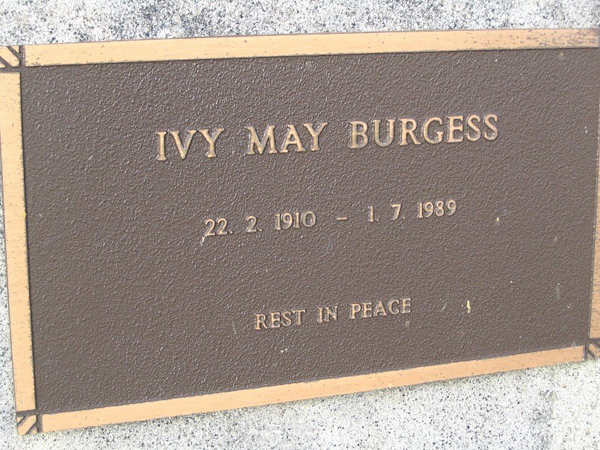 IVY MAY BURGESS
22. 2. 1910 - 1. 7. 1989
REST IN PEACE